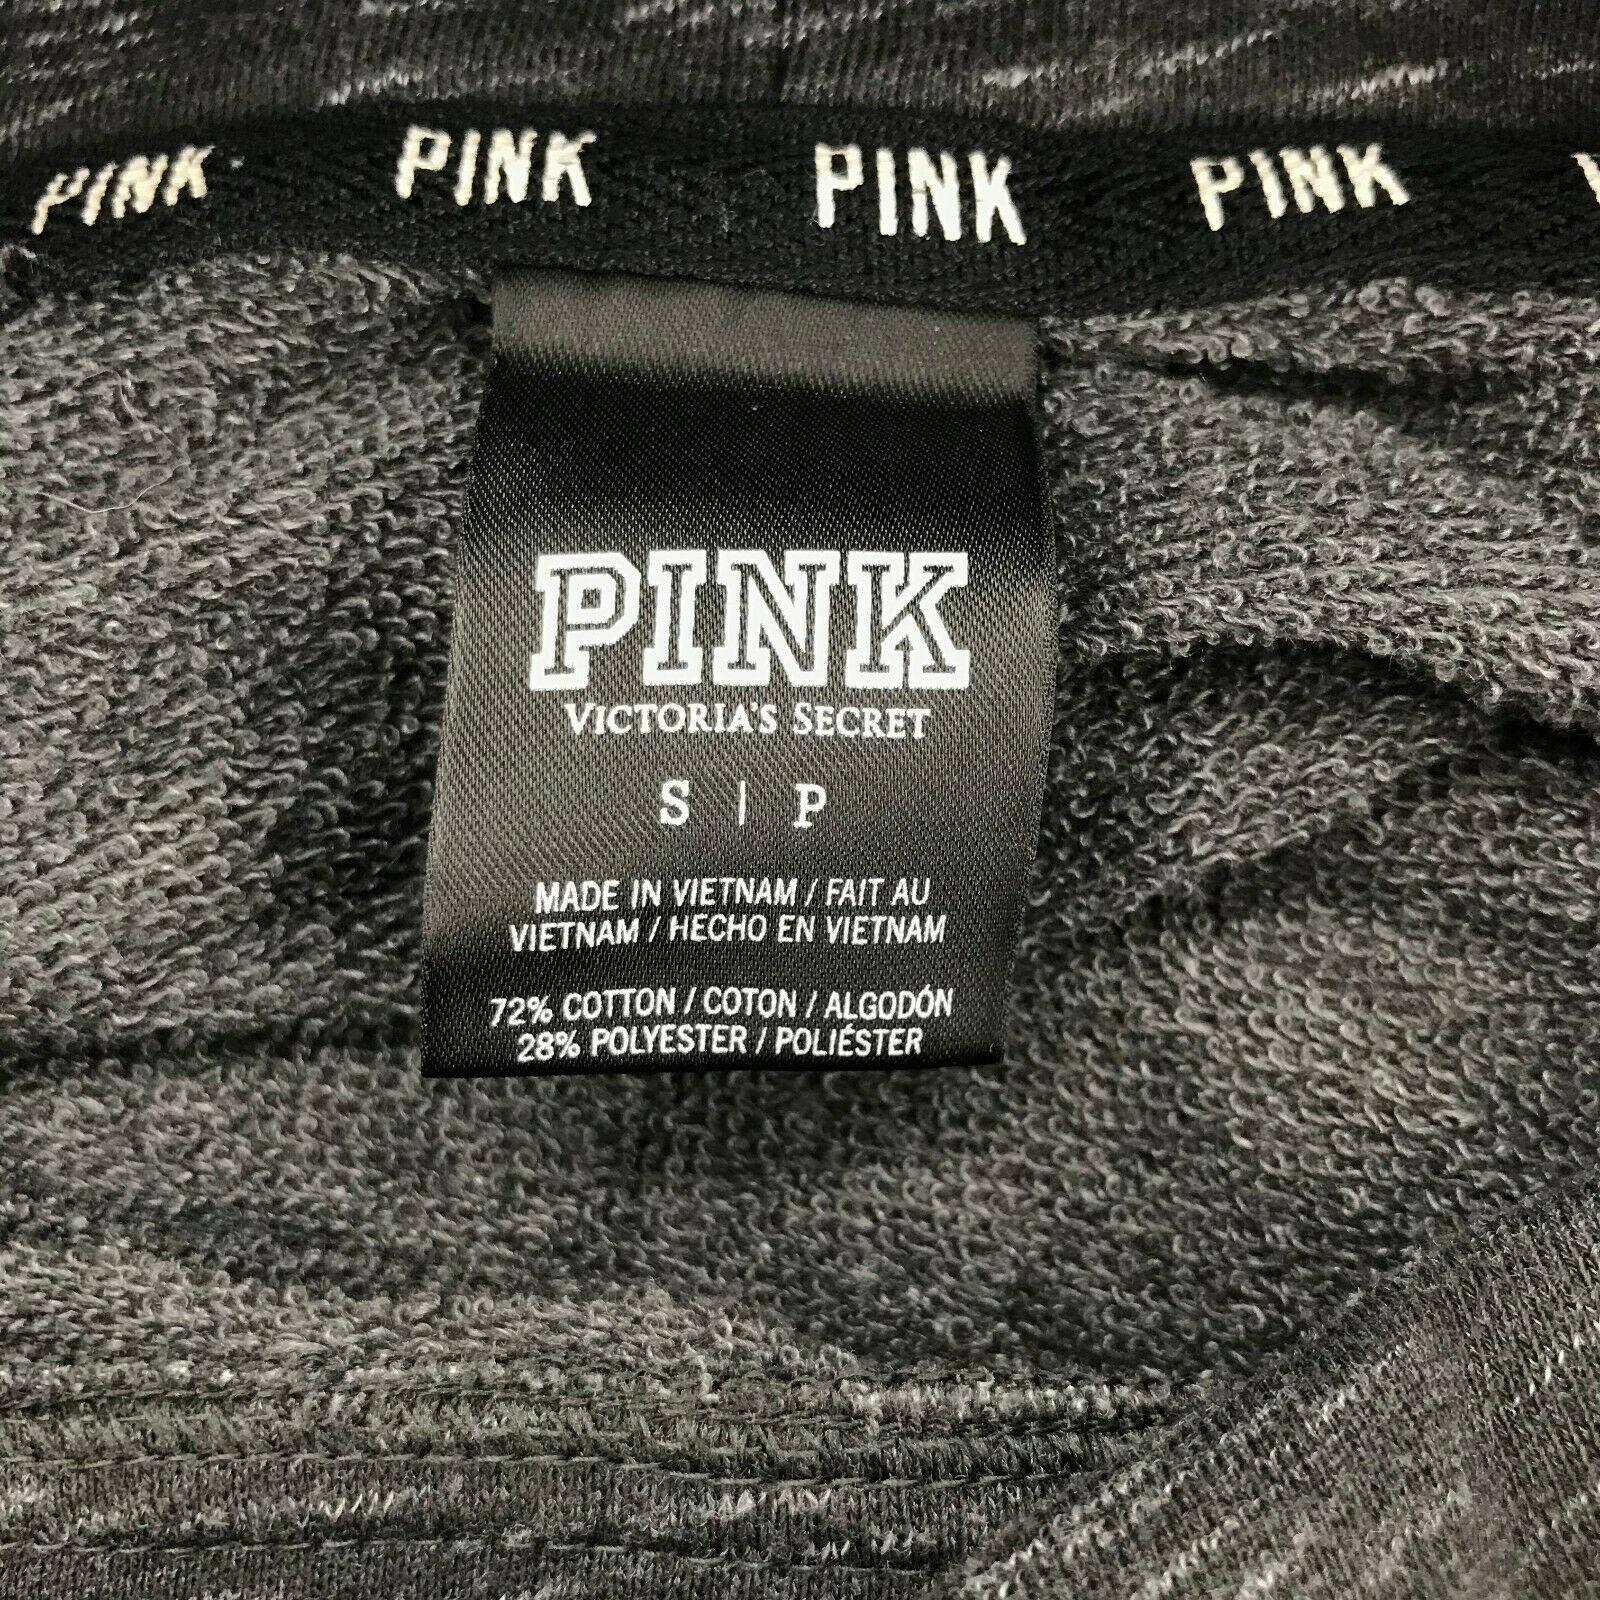 PINK PINK PINK PINK
PINK
VICTORIA'S SECRET
S | P
MADE IN VIETNAM / FAIT AU
VIETNAM / HECHO EN VIETNAM
72% COTTON / COTON / ALGODÓN
28% POLYESTER / POLIÉSTER